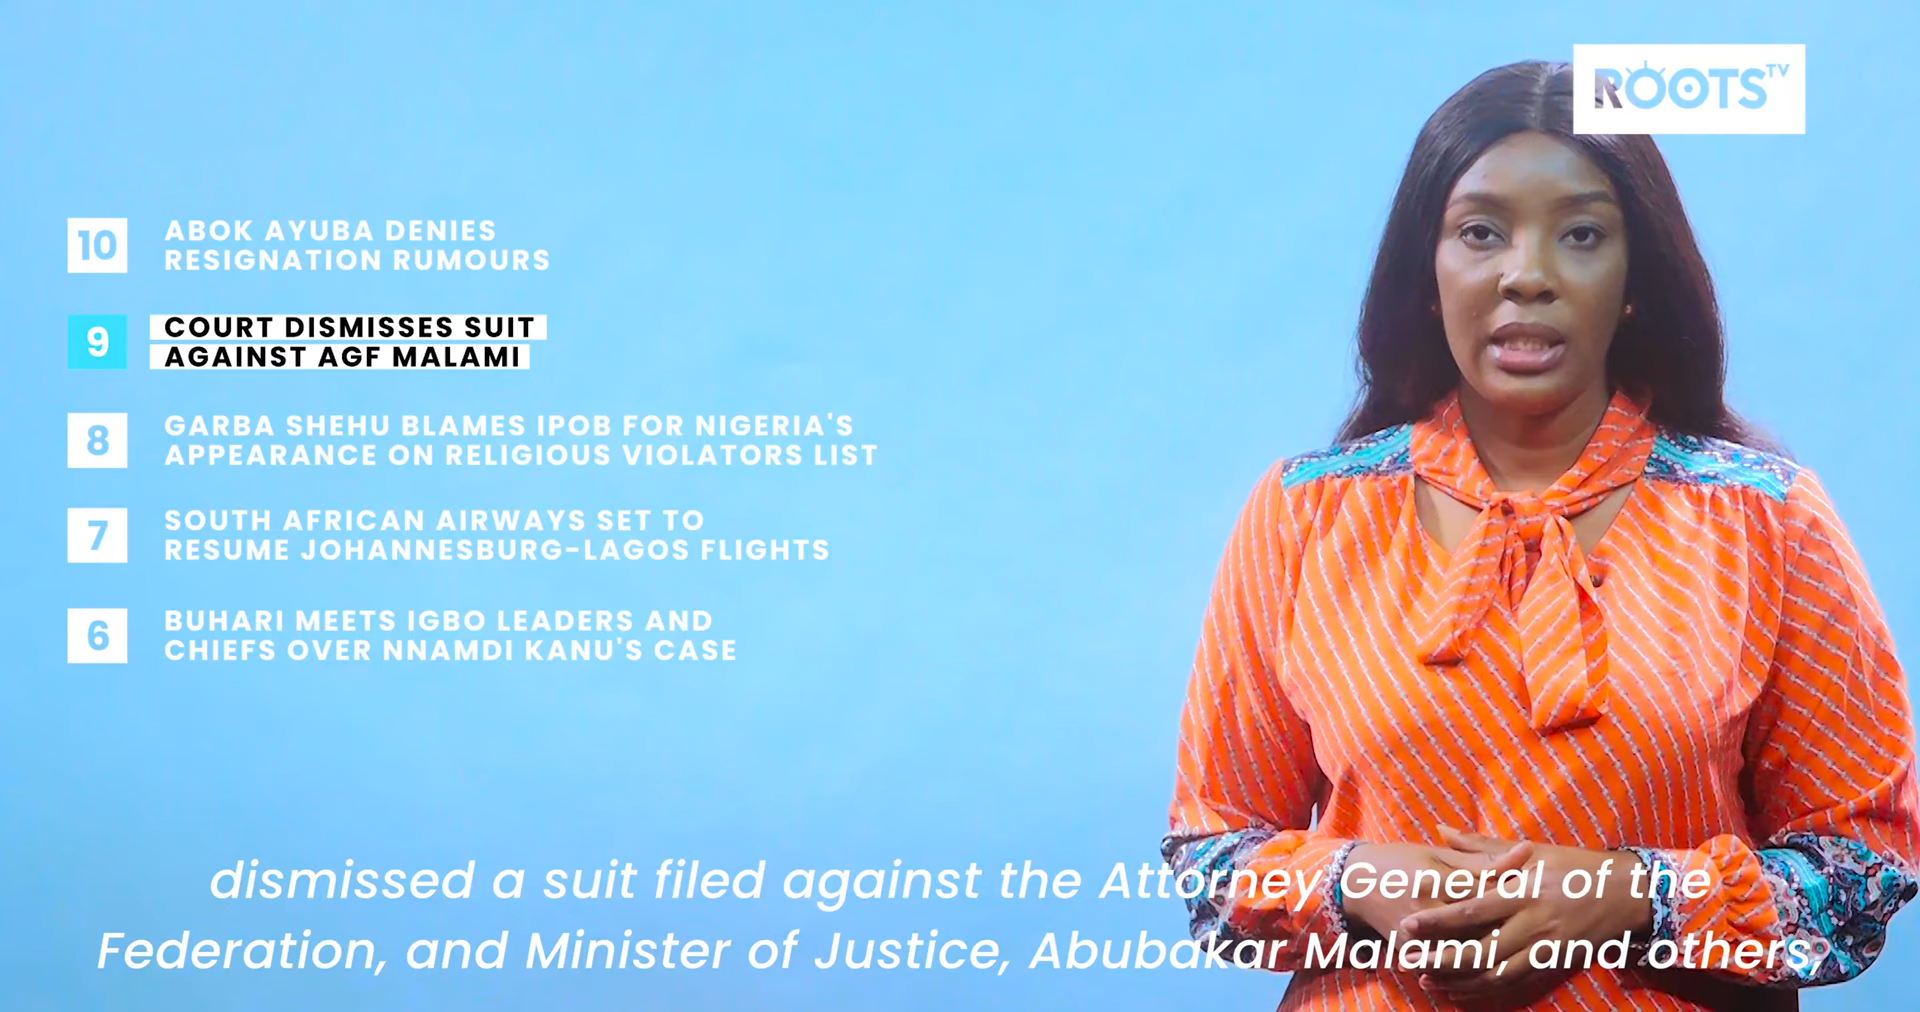 ROOTS TV
10
ABOK AYUBA DENIES
RESIGNATION RUMOURS
9
COURT DISMISSES SUIT
AGAINST AGF MALAMI
8
GARBA SHEHU BLAMES IPOB FOR NIGERIA'S
APPEARANCE ON RELIGIOUS VIOLATORS LIST
7
SOUTH AFRICAN AIRWAYS SET TO
RESUME JOHANNESBURG-LAGOS FLIGHTS
6
BUHARI MEETS IGBO LEADERS AND
CHIEFS OVER NNAMDI KANU'S CASE
dismissed a suit filed against the Attorney General of the
Federation, and Minister of Justice, Abubakar Malami, and others,